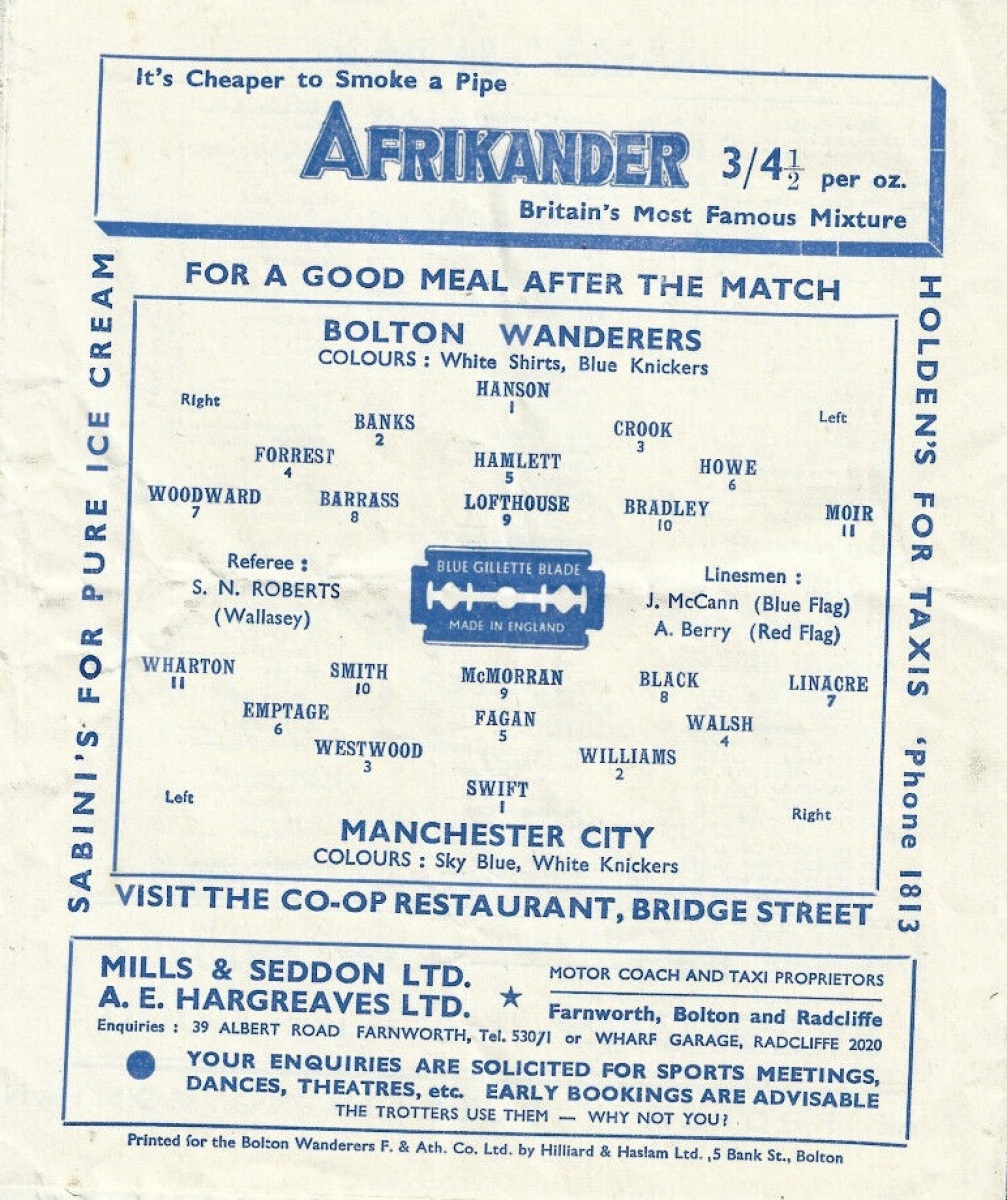 It's Cheaper to Smoke a Pipe
AFRIKANDER 3/4½ per oz.
Britain's Most Famous Mixture
FOR A GOOD MEAL AFTER THE MATCH
SABINI'S FOR PURE ICE CREAM
HOLDEN'S FOR TAXIS 'Phone 1813
BOLTON WANDERERS
COLOURS : White Shirts, Blue Knickers
HANSON
1
Right
Left
BANKS CROOK
2 3
FORREST HAMLETT HOWE
4 5 6
WOODWARD BARRASS LOFTHOUSE BRADLEY MOIR
7 8 9 10 11
Referee :
S. N. ROBERTS
(Wallasey)
BLUE GILLETTE BLADE
MADE IN ENGLAND
Linesmen :
J. McCann (Blue Flag)
A. Berry (Red Flag)
WHARTON SMITH McMORRAN BLACK LINACRE
11 10 9 8 7
EMPTAGE FAGAN WALSH
6 5 4
WESTWOOD WILLIAMS
3 2
SWIFT
1
Left
Right
MANCHESTER CITY
COLOURS : Sky Blue, White Knickers
VISIT THE CO-OP RESTAURANT, BRIDGE STREET
MILLS & SEDDON LTD.
A. E. HARGREAVES LTD.
MOTOR COACH AND TAXI PROPRIETORS
Farnworth, Bolton and Radcliffe
Enquiries : 39 ALBERT ROAD FARNWORTH, Tel. 530/1 or WHARF GARAGE, RADCLIFFE 2020
YOUR ENQUIRIES ARE SOLICITED FOR SPORTS MEETINGS,
DANCES, THEATRES, etc. EARLY BOOKINGS ARE ADVISABLE
THE TROTTERS USE THEM — WHY NOT YOU?
Printed for the Bolton Wanderers F. & Ath. Co. Ltd. by Hilliard & Haslam Ltd. ,5 Bank St., Bolton